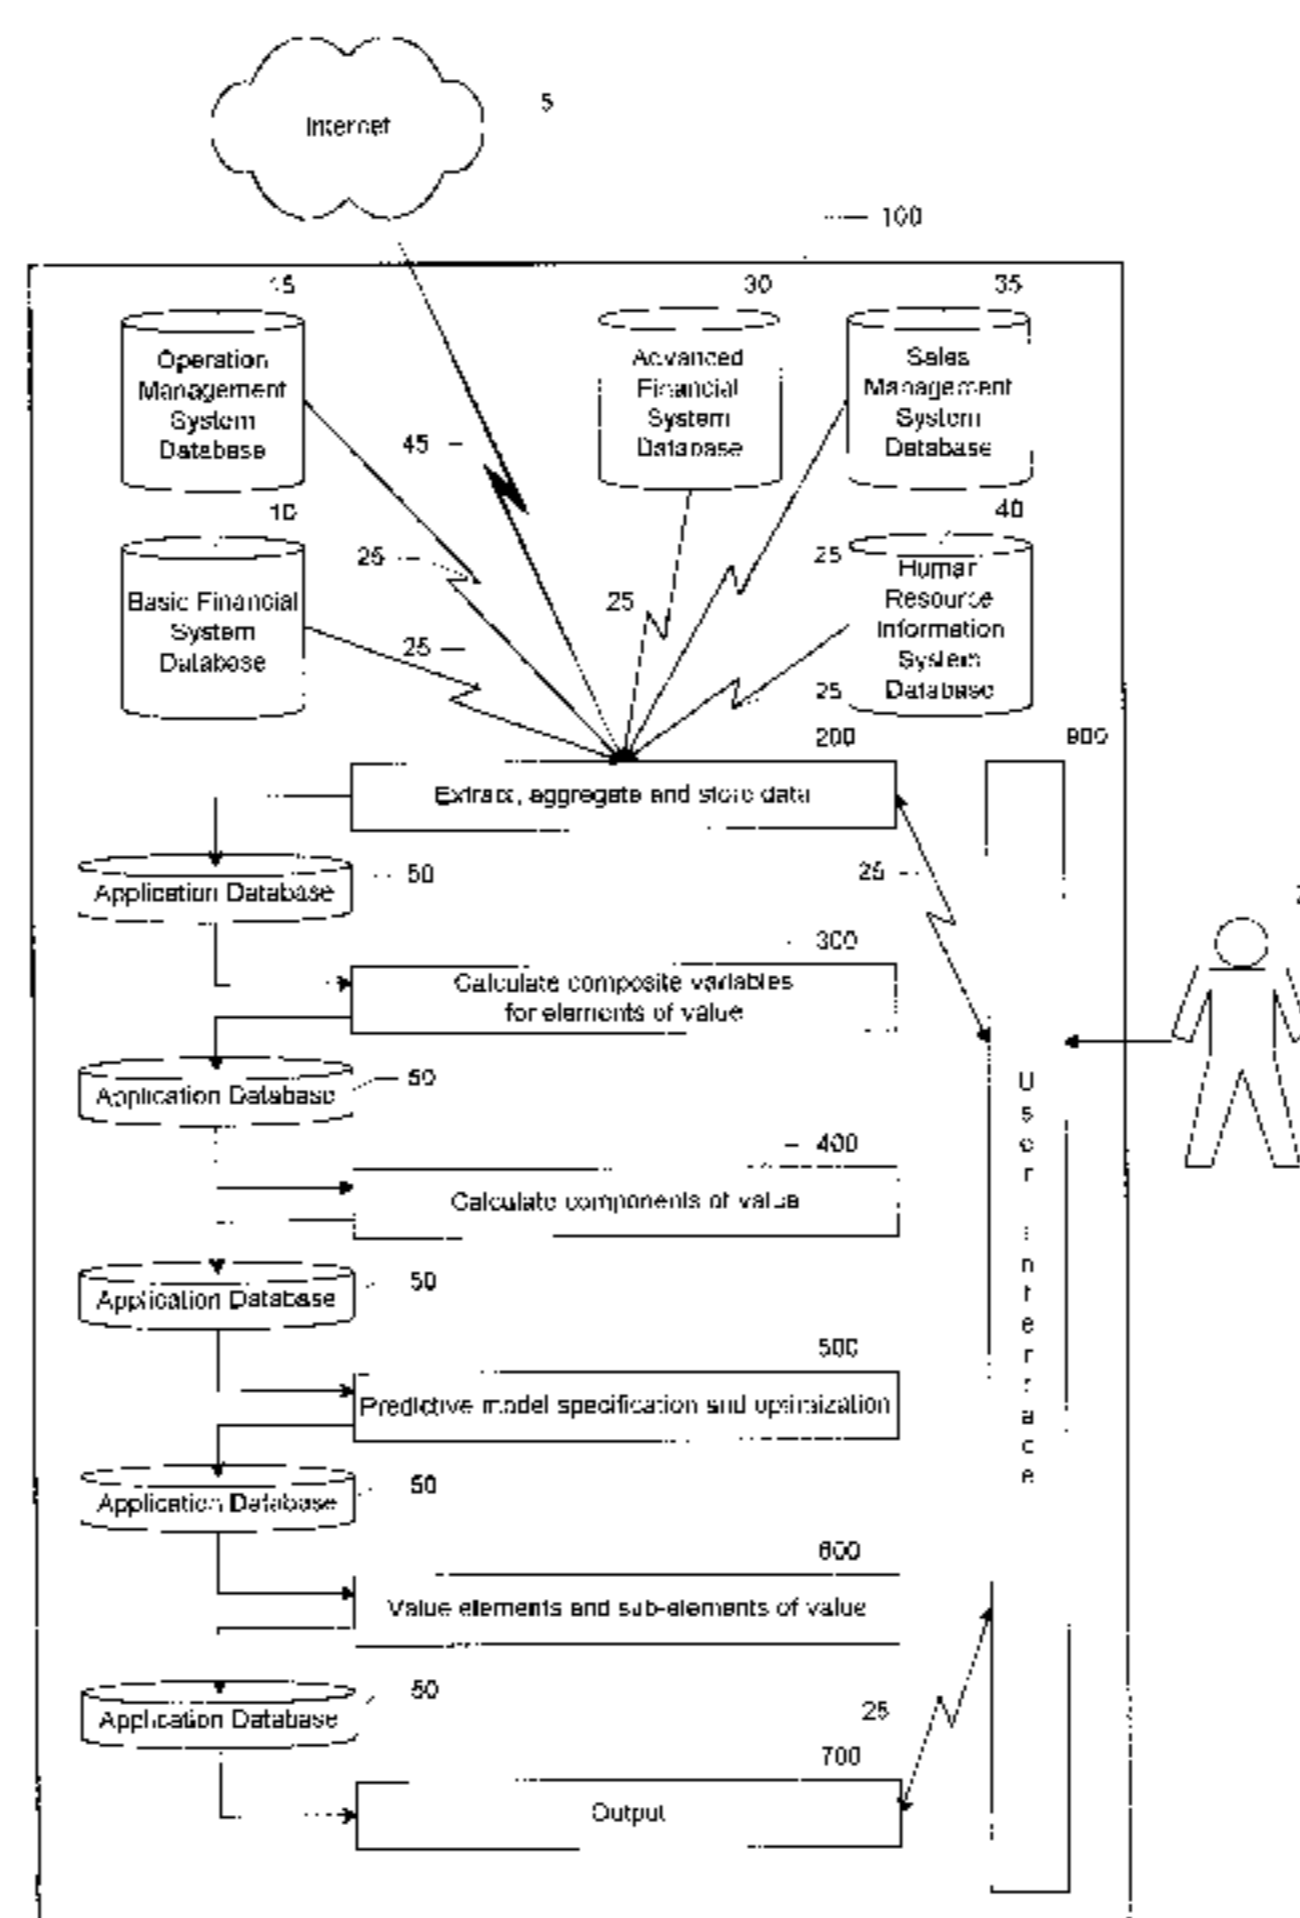 5
Internet
100
15
30
35
Operation
Management
System
Database
Advanced
Financial
System
Database
Sales
Management
System
Database
45
10
40
25
25
25
Basic Financial
System
Database
Human
Resource
Information
System
Database
25
25
200
900
Extract, aggregate and store data
50
25
Application Database
300
Calculate composite variables
for elements of value
50
Application Database
User interface
400
Calculate components of value
50
Application Database
500
Predictive model specification and optimization
50
Application Database
600
Value elements and sub-elements of value
50
Application Database
25
700
Output